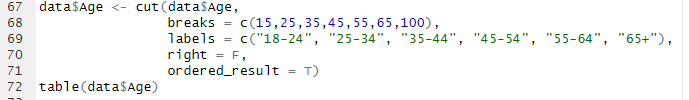 67 data$Age <- cut(data$Age,
68 breaks = c(15,25,35,45,55,65,100),
69 labels = c("18-24", "25-34", "35-44", "45-54", "55-64", "65+"),
70 right = F,
71 ordered_result = T)
72 table(data$Age)